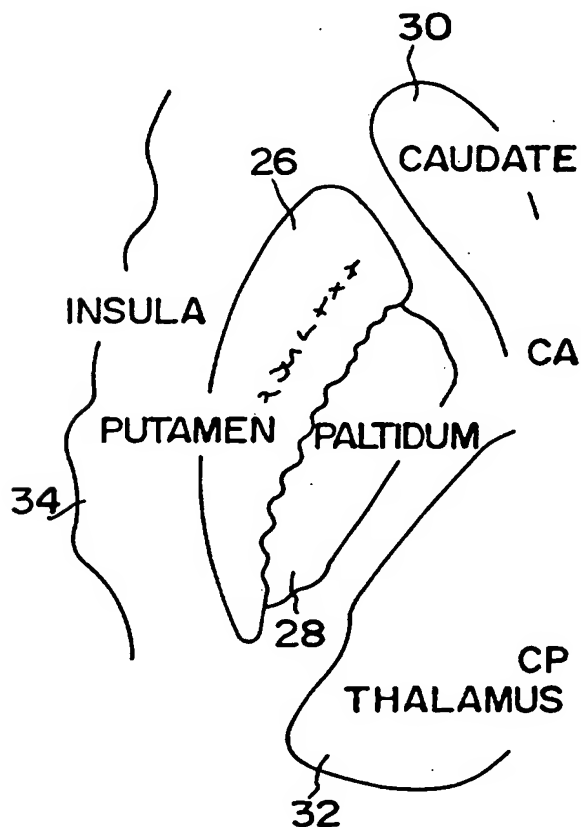 30
CAUDATE
26
INSULA
CA
PUTAMEN PALTIDUM
34
28
CP
THALAMUS
32